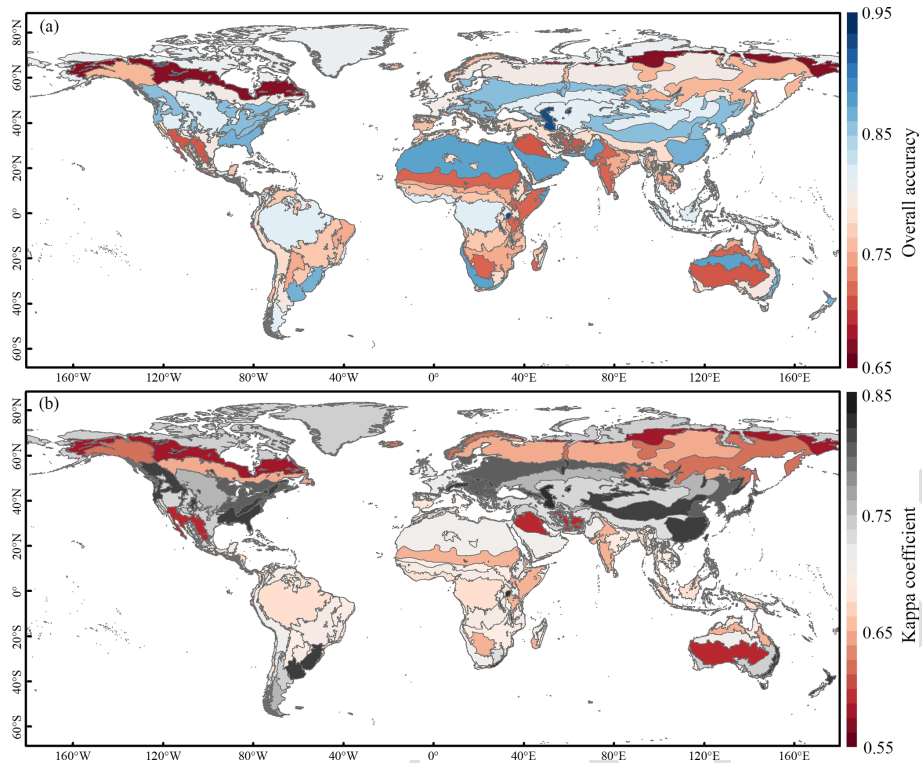 (a)
80°N
60°N
40°N
20°N
0°
20°S
40°S
60°S
160°W 120°W 80°W 40°W 0° 40°E 80°E 120°E 160°E
0.95
0.85
0.75
0.65
Overall accuracy
(b)
80°N
60°N
40°N
20°N
0°
20°S
40°S
60°S
160°W 120°W 80°W 40°W 0° 40°E 80°E 120°E 160°E
0.85
0.75
0.65
0.55
Kappa coefficient